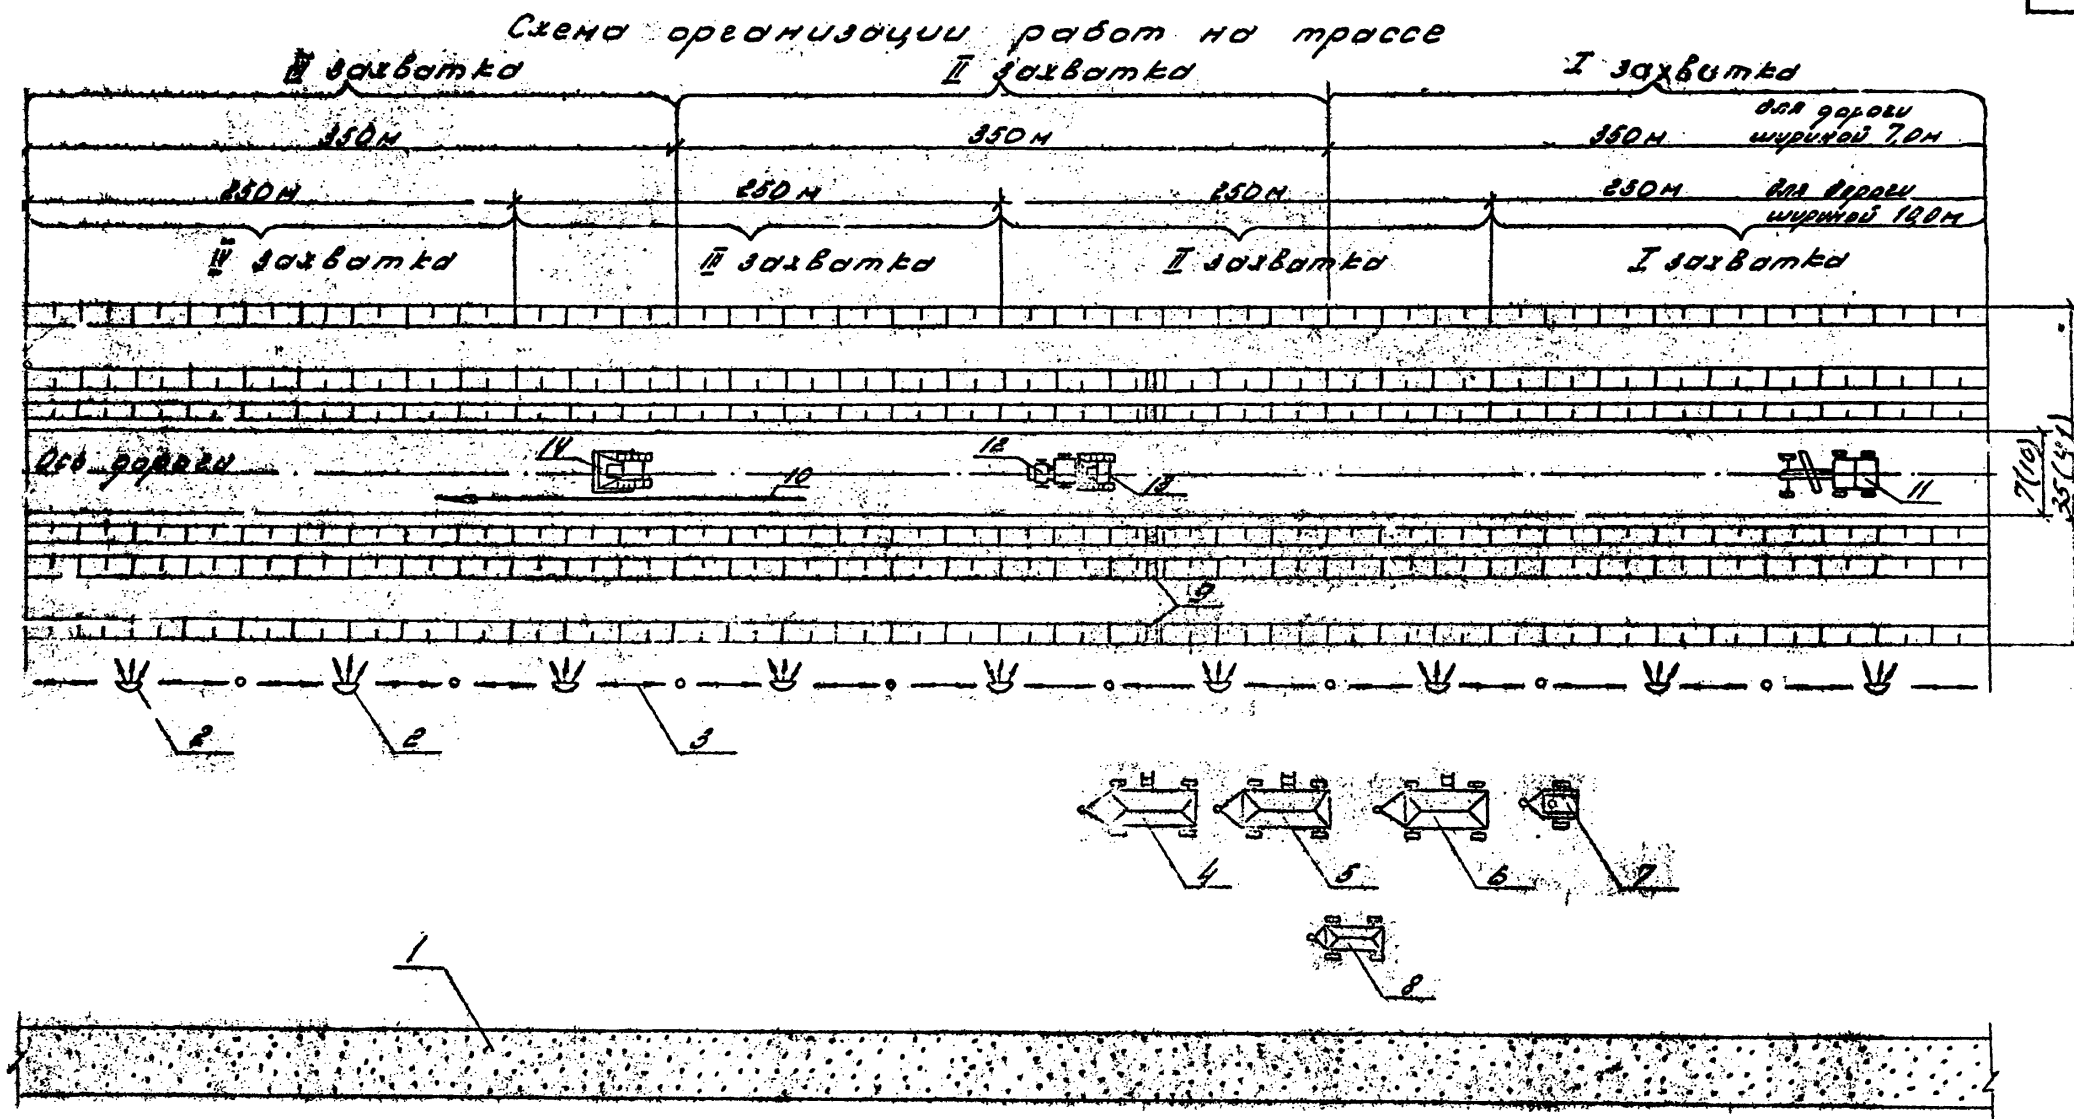 Схема организации работ на трассе
III захватка II захватка I захватка
350м 350м 350м для дороги шириной 7,0м
250м 250м 250м 250м для дороги шириной 10,0м
IV захватка III захватка II захватка I захватка
Ось дороги
14
10
12
13
11
7(10)
35(41)
9
2 2 3
4 5 6 7
8
1